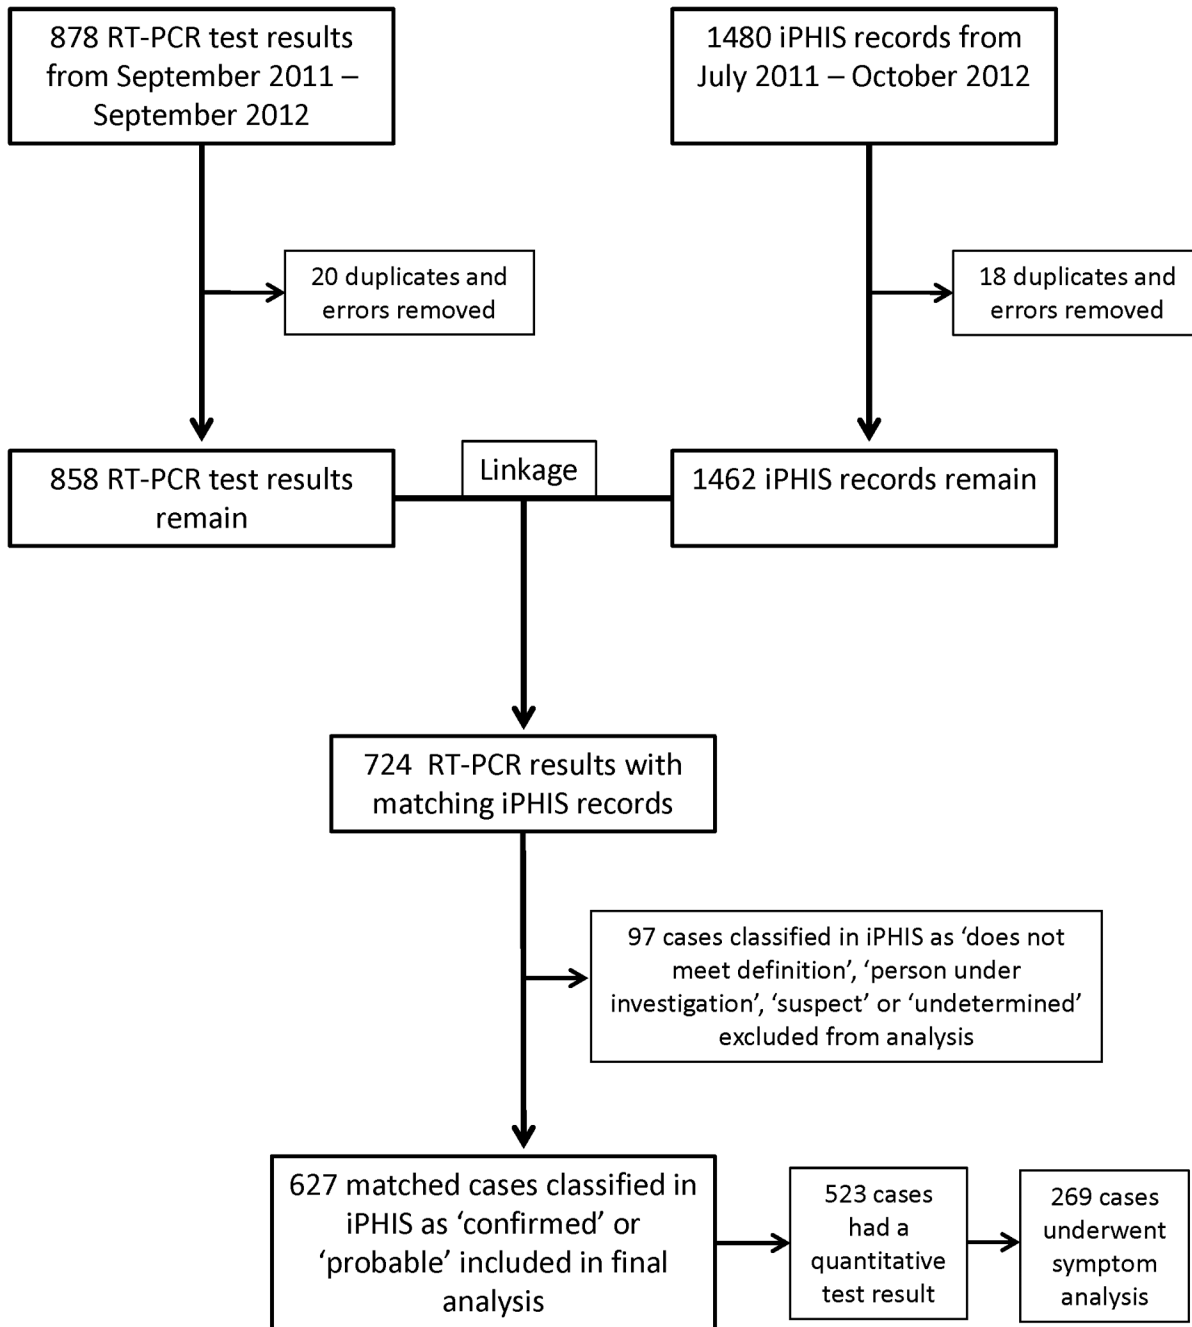 878 RT-PCR test results
from September 2011 –
September 2012
1480 iPHIS records from
July 2011 – October 2012
20 duplicates and
errors removed
18 duplicates and
errors removed
858 RT-PCR test results
remain
Linkage
1462 iPHIS records remain
724 RT-PCR results with
matching iPHIS records
97 cases classified in iPHIS as ‘does not
meet definition’, ‘person under
investigation’, ‘suspect’ or ‘undetermined’
excluded from analysis
627 matched cases classified in
iPHIS as ‘confirmed’ or
‘probable’ included in final
analysis
523 cases
had a
quantitative
test result
269 cases
underwent
symptom
analysis